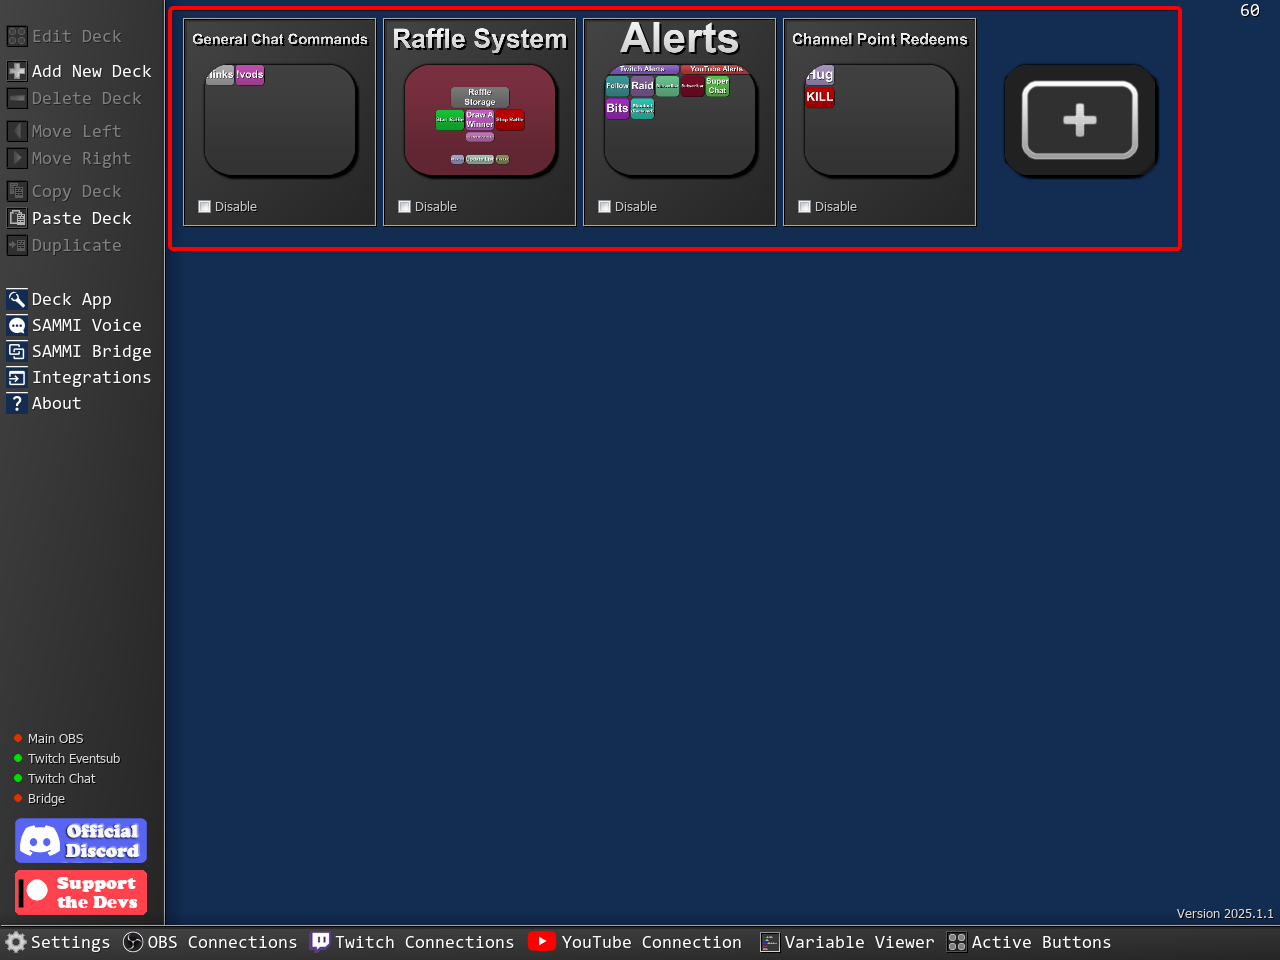 60
Edit Deck
Add New Deck
Delete Deck
Move Left
Move Right
Copy Deck
Paste Deck
Duplicate
Deck App
SAMMI Voice
SAMMI Bridge
Integrations
About
General Chat Commands
!vods
Disable
Raffle System
Raffle
Storage
Start Raffle
Draw A
Winner
Stop Raffle
Disable
Alerts
Twitch Alerts
YouTube Alerts
Follow
Raid
Subscribe
Super
Chat
Bits
Disable
Channel Point Redeems
Hug
KILL
Disable
Main OBS
Twitch Eventsub
Twitch Chat
Bridge
Official
Discord
Support
the Devs
Version 2025.1.1
Settings
OBS Connections
Twitch Connections
YouTube Connection
Variable Viewer
Active Buttons